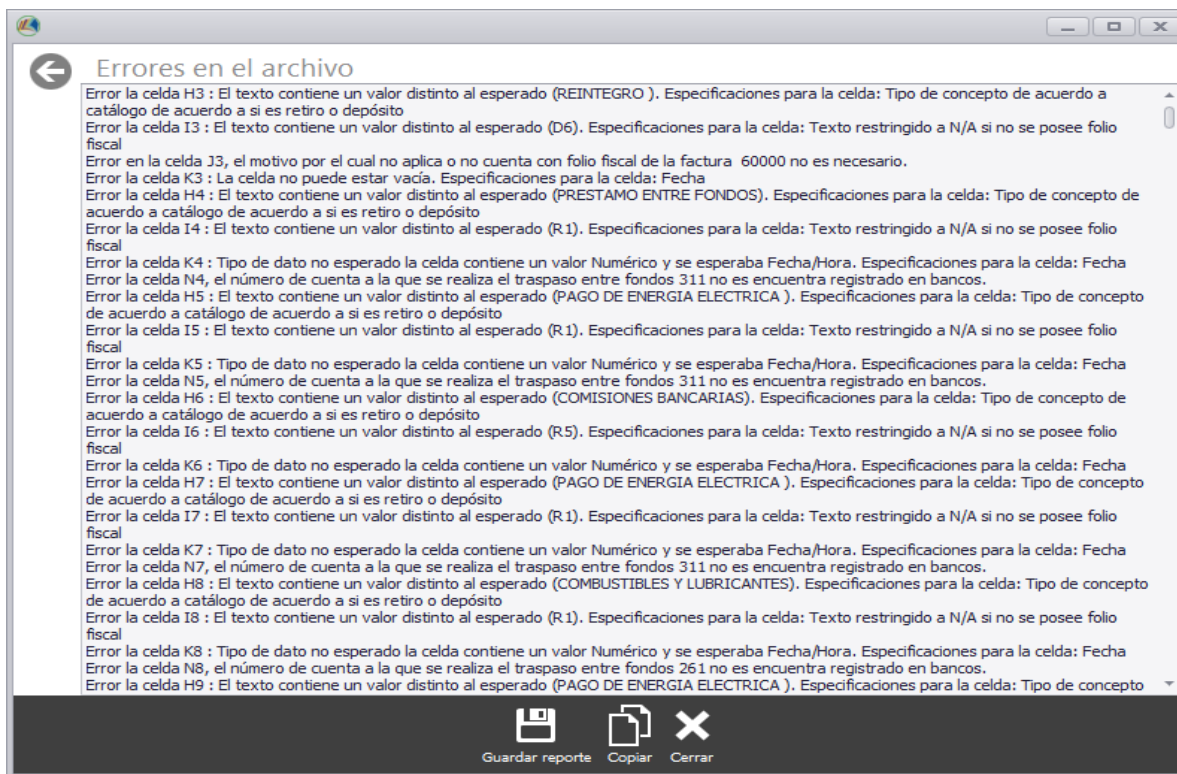 Errores en el archivo
Error la celda H3 : El texto contiene un valor distinto al esperado (REINTEGRO ). Especificaciones para la celda: Tipo de concepto de acuerdo a
catálogo de acuerdo a si es retiro o depósito
Error la celda I3 : El texto contiene un valor distinto al esperado (D6). Especificaciones para la celda: Texto restringido a N/A si no se posee folio
fiscal
Error en la celda J3, el motivo por el cual no aplica o no cuenta con folio fiscal de la factura  60000 no es necesario.
Error la celda K3 : La celda no puede estar vacía. Especificaciones para la celda: Fecha
Error la celda H4 : El texto contiene un valor distinto al esperado (PRESTAMO ENTRE FONDOS). Especificaciones para la celda: Tipo de concepto de
acuerdo a catálogo de acuerdo a si es retiro o depósito
Error la celda I4 : El texto contiene un valor distinto al esperado (R1). Especificaciones para la celda: Texto restringido a N/A si no se posee folio
fiscal
Error la celda K4 : Tipo de dato no esperado la celda contiene un valor Numérico y se esperaba Fecha/Hora. Especificaciones para la celda: Fecha
Error la celda N4, el número de cuenta a la que se realiza el traspaso entre fondos 311 no es encuentra registrado en bancos.
Error la celda H5 : El texto contiene un valor distinto al esperado (PAGO DE ENERGIA ELECTRICA ). Especificaciones para la celda: Tipo de concepto
de acuerdo a catálogo de acuerdo a si es retiro o depósito
Error la celda I5 : El texto contiene un valor distinto al esperado (R1). Especificaciones para la celda: Texto restringido a N/A si no se posee folio
fiscal
Error la celda K5 : Tipo de dato no esperado la celda contiene un valor Numérico y se esperaba Fecha/Hora. Especificaciones para la celda: Fecha
Error la celda N5, el número de cuenta a la que se realiza el traspaso entre fondos 311 no es encuentra registrado en bancos.
Error la celda H6 : El texto contiene un valor distinto al esperado (COMISIONES BANCARIAS). Especificaciones para la celda: Tipo de concepto de
acuerdo a catálogo de acuerdo a si es retiro o depósito
Error la celda I6 : El texto contiene un valor distinto al esperado (R5). Especificaciones para la celda: Texto restringido a N/A si no se posee folio
fiscal
Error la celda K6 : Tipo de dato no esperado la celda contiene un valor Numérico y se esperaba Fecha/Hora. Especificaciones para la celda: Fecha
Error la celda H7 : El texto contiene un valor distinto al esperado (PAGO DE ENERGIA ELECTRICA ). Especificaciones para la celda: Tipo de concepto
de acuerdo a catálogo de acuerdo a si es retiro o depósito
Error la celda I7 : El texto contiene un valor distinto al esperado (R1). Especificaciones para la celda: Texto restringido a N/A si no se posee folio
fiscal
Error la celda K7 : Tipo de dato no esperado la celda contiene un valor Numérico y se esperaba Fecha/Hora. Especificaciones para la celda: Fecha
Error la celda N7, el número de cuenta a la que se realiza el traspaso entre fondos 311 no es encuentra registrado en bancos.
Error la celda H8 : El texto contiene un valor distinto al esperado (COMBUSTIBLES Y LUBRICANTES). Especificaciones para la celda: Tipo de concepto
de acuerdo a catálogo de acuerdo a si es retiro o depósito
Error la celda I8 : El texto contiene un valor distinto al esperado (R1). Especificaciones para la celda: Texto restringido a N/A si no se posee folio
fiscal
Error la celda K8 : Tipo de dato no esperado la celda contiene un valor Numérico y se esperaba Fecha/Hora. Especificaciones para la celda: Fecha
Error la celda N8, el número de cuenta a la que se realiza el traspaso entre fondos 261 no es encuentra registrado en bancos.
Error la celda H9 : El texto contiene un valor distinto al esperado (PAGO DE ENERGIA ELECTRICA ). Especificaciones para la celda: Tipo de concepto
Guardar reporte Copiar Cerrar